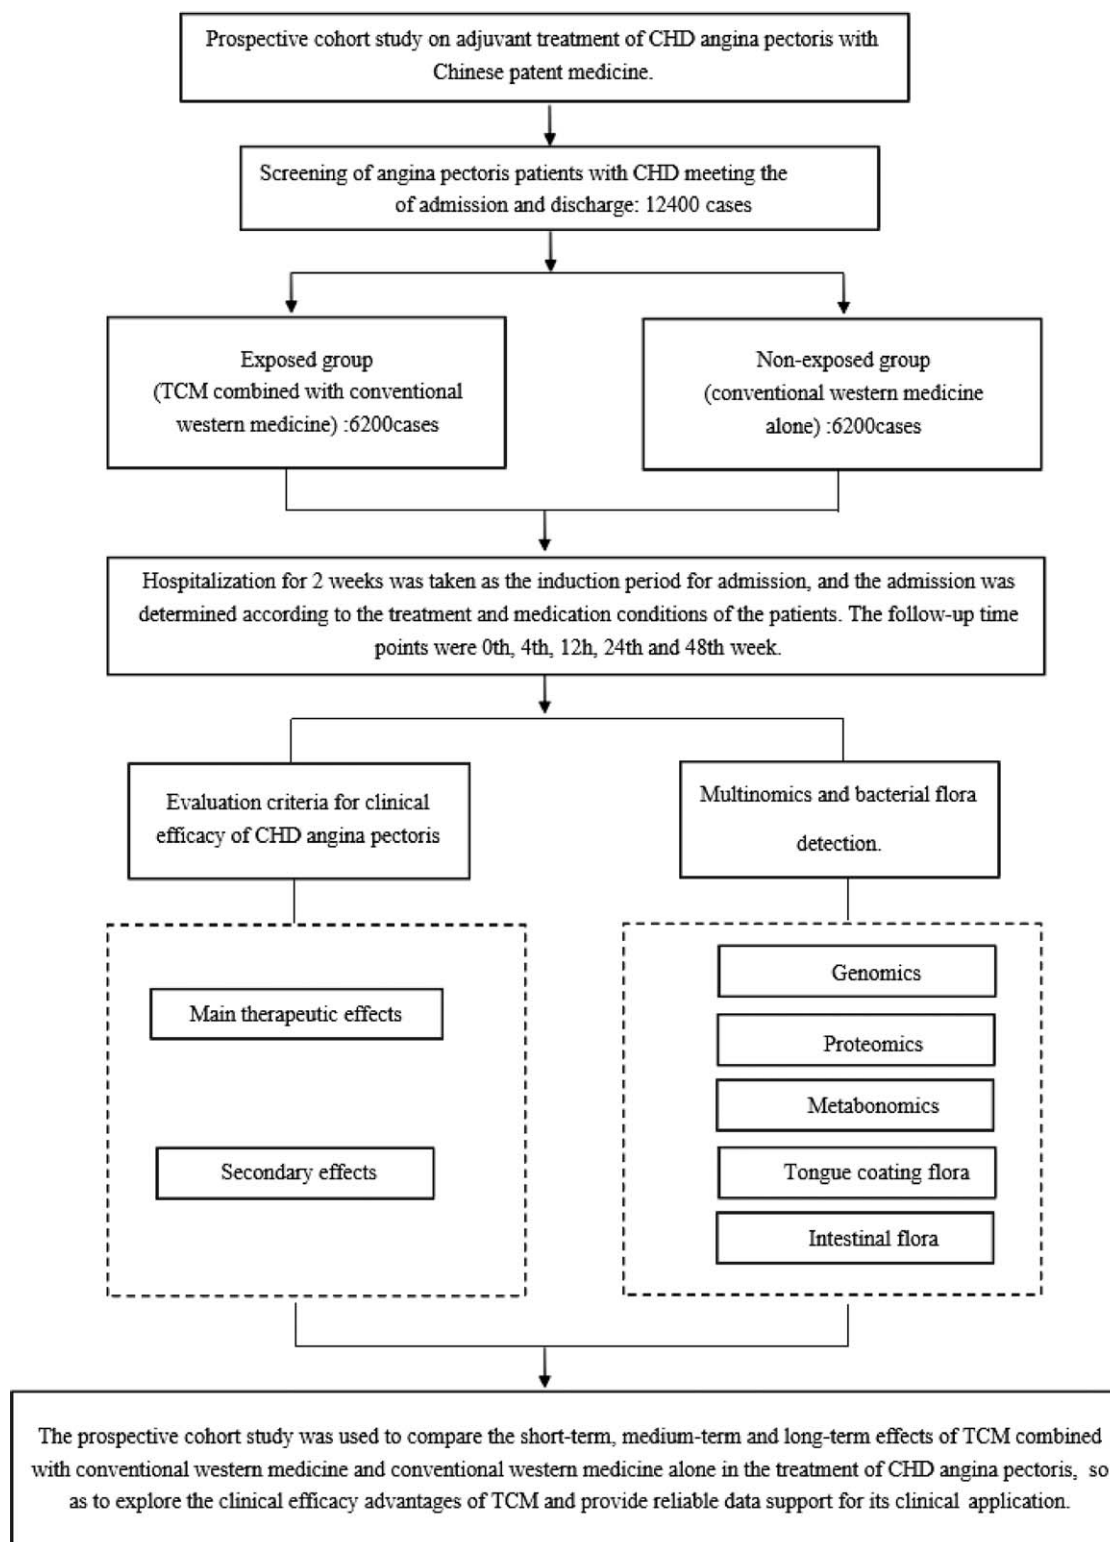 Prospective cohort study on adjuvant treatment of CHD angina pectoris with
Chinese patent medicine.
Screening of angina pectoris patients with CHD meeting the
of admission and discharge: 12400 cases
Exposed group
(TCM combined with conventional
western medicine) :6200cases
Non-exposed group
(conventional western medicine
alone) :6200cases
Hospitalization for 2 weeks was taken as the induction period for admission, and the admission was
determined according to the treatment and medication conditions of the patients. The follow-up time
points were 0th, 4th, 12h, 24th and 48th week.
Evaluation criteria for clinical
efficacy of CHD angina pectoris
Multinomics and bacterial flora
detection.
Main therapeutic effects
Secondary effects
Genomics
Proteomics
Metabonomics
Tongue coating flora
Intestinal flora
The prospective cohort study was used to compare the short-term, medium-term and long-term effects of TCM combined
with conventional western medicine and conventional western medicine alone in the treatment of CHD angina pectoris, so
as to explore the clinical efficacy advantages of TCM and provide reliable data support for its clinical application.